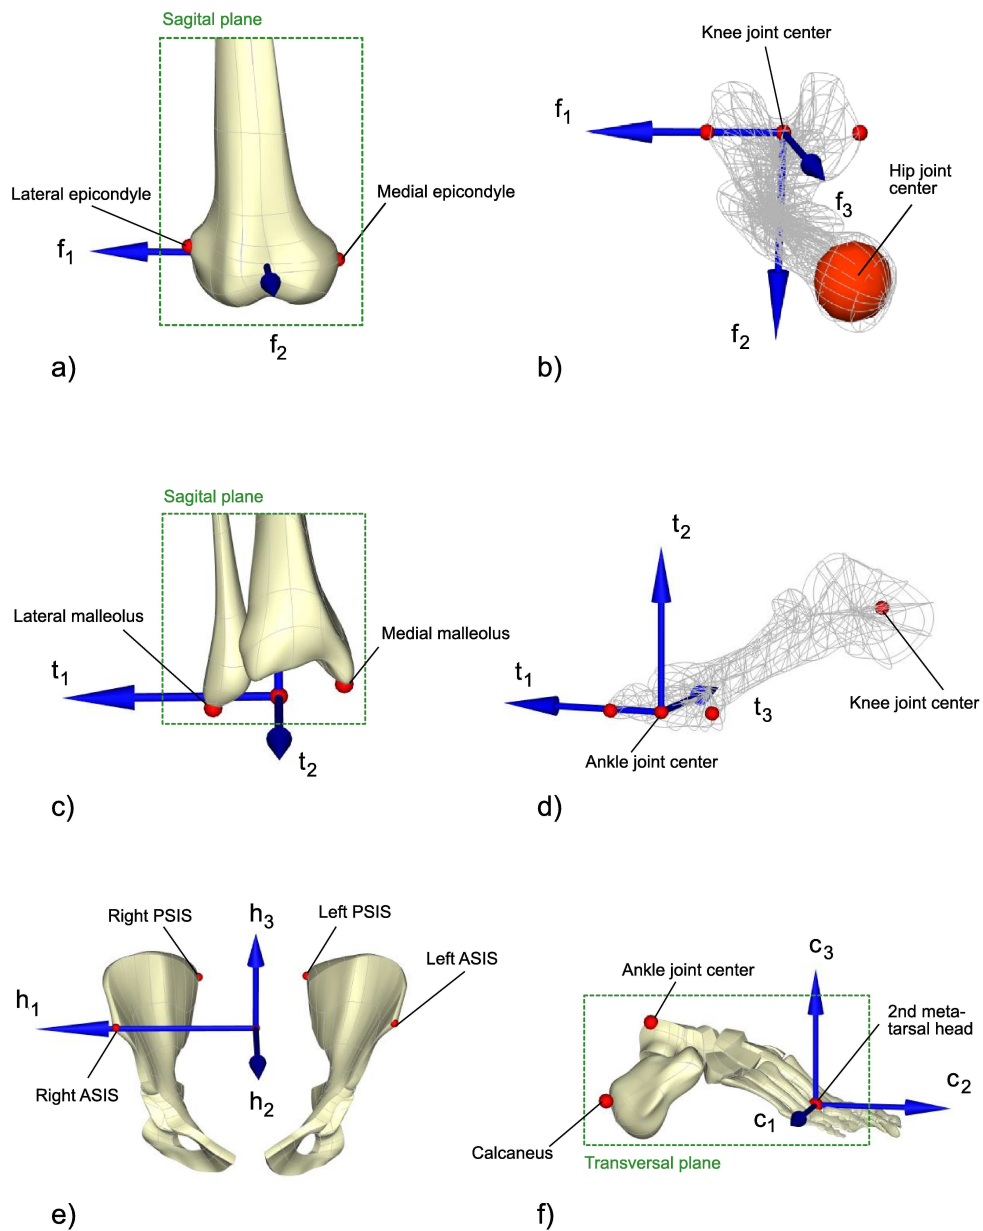 Sagital plane
Lateral epicondyle
Medial epicondyle
f1
f2
a)
Knee joint center
f1
Hip joint
center
f3
f2
b)
Sagital plane
Lateral malleolus
Medial malleolus
t1
t2
c)
t2
t1
t3
Knee joint center
Ankle joint center
d)
Right PSIS
h3
Left PSIS
Left ASIS
h1
Right ASIS
h2
e)
c3
Ankle joint center
2nd meta-
tarsal head
c2
c1
Calcaneus
Transversal plane
f)